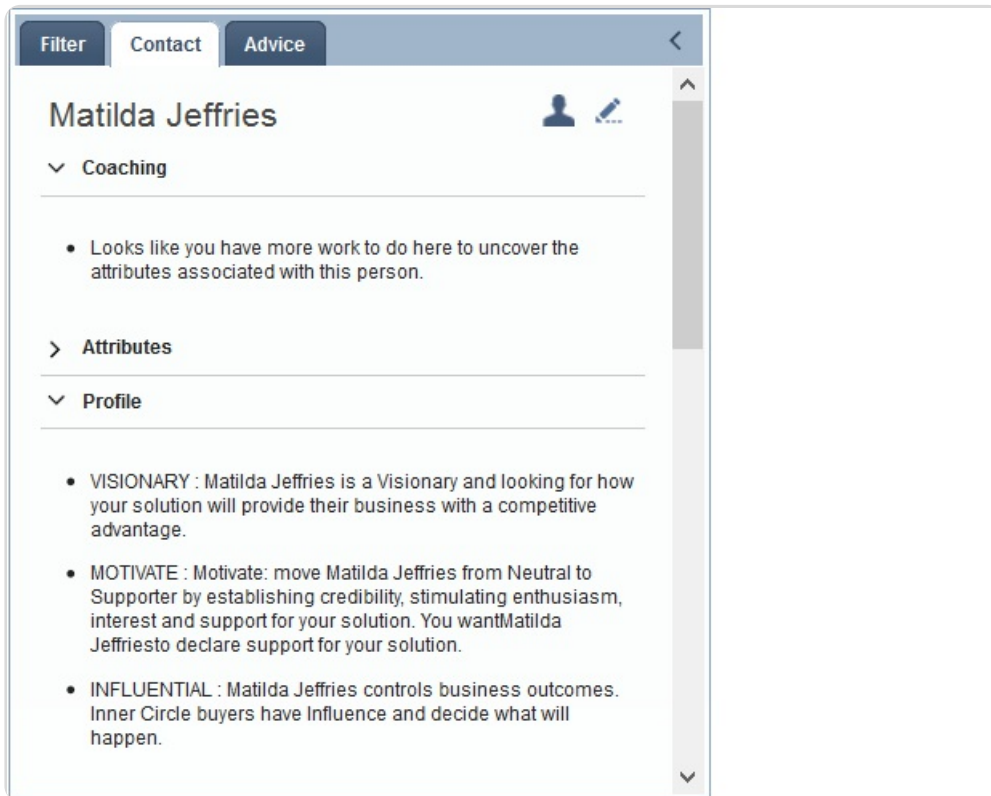 Filter Contact Advice
Matilda Jeffries
Coaching
Looks like you have more work to do here to uncover the
attributes associated with this person.
Attributes
Profile
VISIONARY : Matilda Jeffries is a Visionary and looking for how
your solution will provide their business with a competitive
advantage.
MOTIVATE : Motivate: move Matilda Jeffries from Neutral to
Supporter by establishing credibility, stimulating enthusiasm,
interest and support for your solution. You wantMatilda
Jeffriesto declare support for your solution.
INFLUENTIAL : Matilda Jeffries controls business outcomes.
Inner Circle buyers have Influence and decide what will
happen.